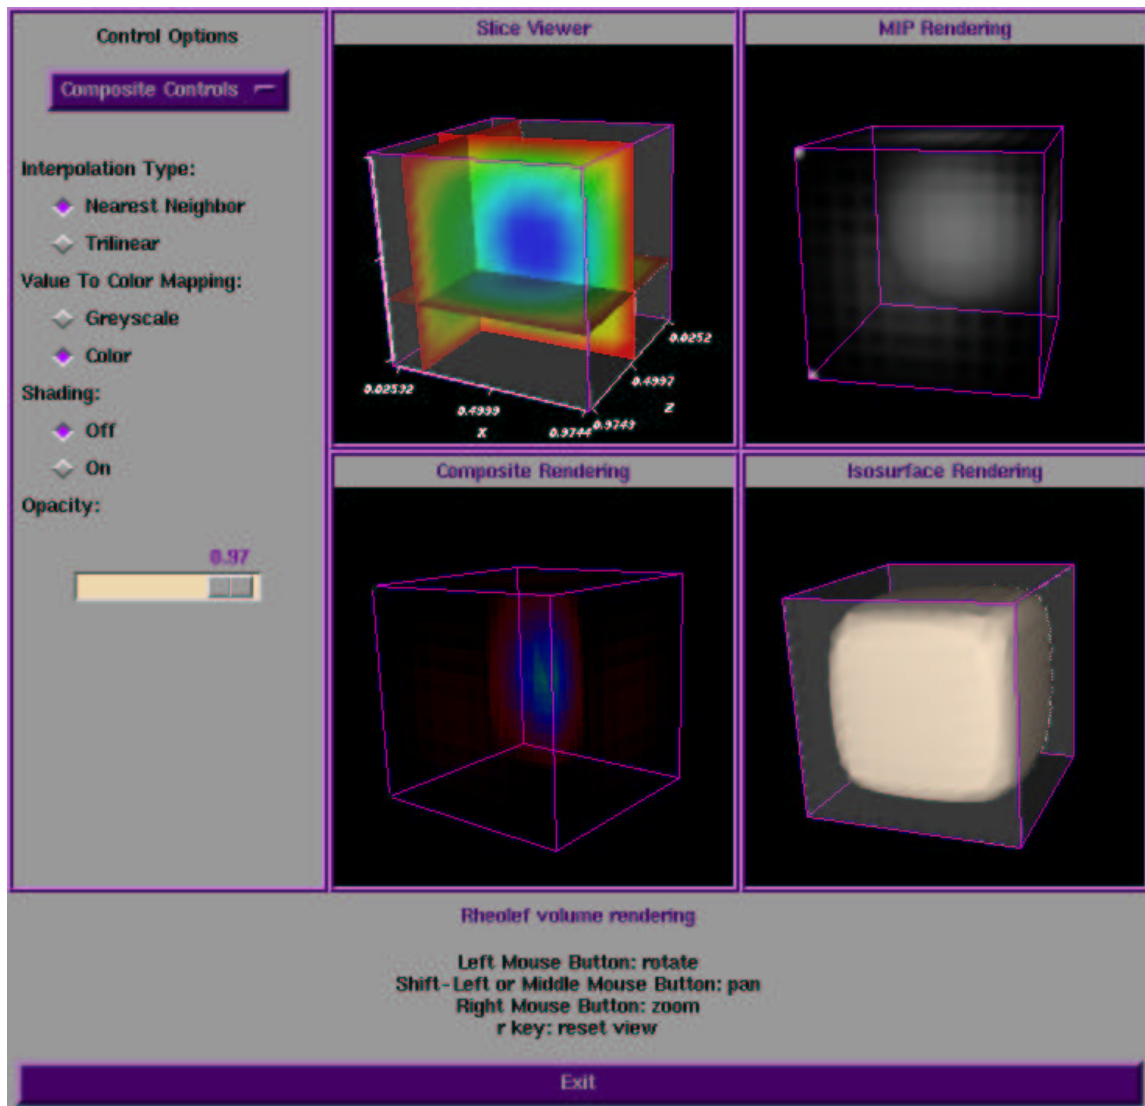 Control Options
Composite Controls
Interpolation Type:
Nearest Neighbor
Trilinear
Value To Color Mapping:
Greyscale
Color
Shading:
Off
On
Opacity:
0.97
Slice Viewer
0.02592
0.4999
X
0.9744
0.9749
0.4997
Z
0.0252
MIP Rendering
Composite Rendering
Isosurface Rendering
Rheolef volume rendering
Left Mouse Button: rotate
Shift-Left or Middle Mouse Button: pan
Right Mouse Button: zoom
r key: reset view
Exit